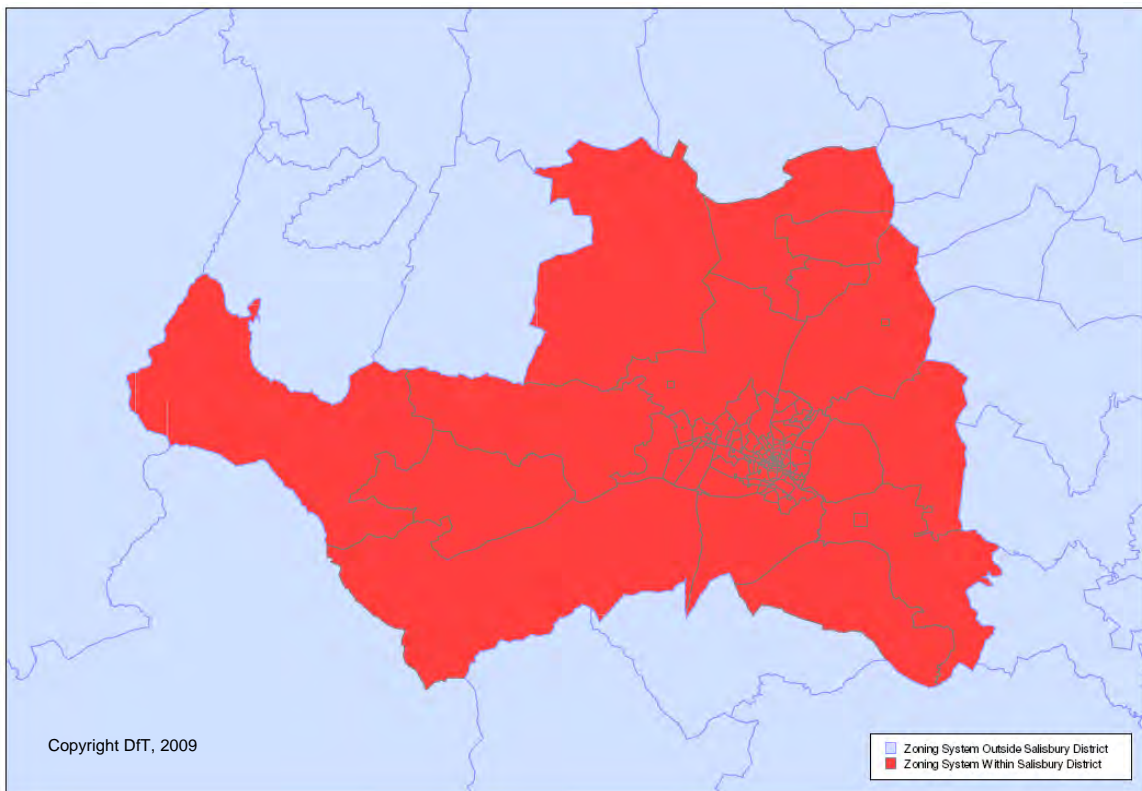 Copyright DfT, 2009
Zoning System Outside Salisbury District
Zoning System Within Salisbury District